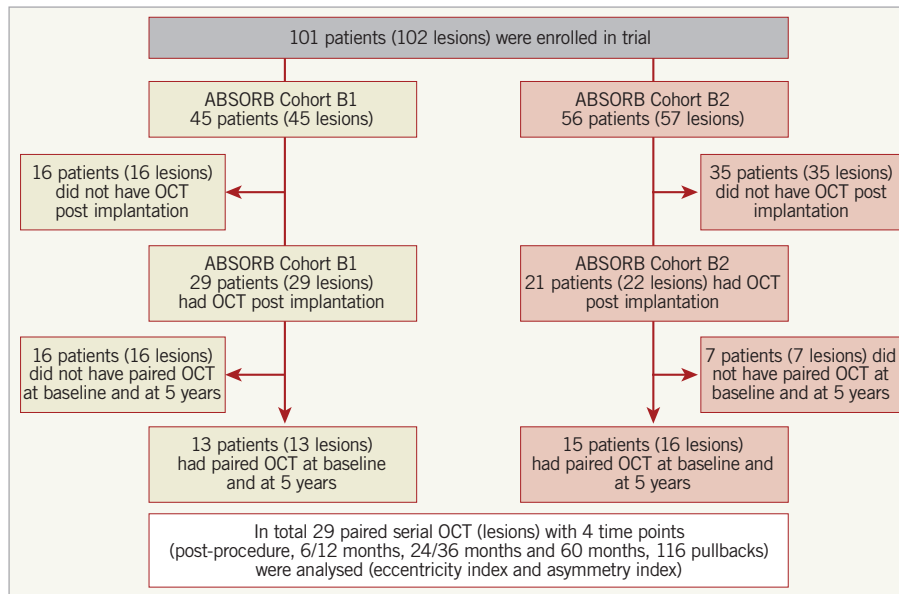 101 patients (102 lesions) were enrolled in trial
ABSORB Cohort B1
45 patients (45 lesions)
ABSORB Cohort B2
56 patients (57 lesions)
16 patients (16 lesions)
did not have OCT
post implantation
35 patients (35 lesions)
did not have OCT post
implantation
ABSORB Cohort B1
29 patients (29 lesions)
had OCT post implantation
ABSORB Cohort B2
21 patients (22 lesions) had OCT
post implantation
16 patients (16 lesions)
did not have paired OCT
at baseline and at 5 years
7 patients (7 lesions) did
not have paired OCT at
baseline and at 5 years
13 patients (13 lesions)
had paired OCT at baseline
and at 5 years
15 patients (16 lesions)
had paired OCT at baseline and
at 5 years
In total 29 paired serial OCT (lesions) with 4 time points
(post-procedure, 6/12 months, 24/36 months and 60 months, 116 pullbacks)
were analysed (eccentricity index and asymmetry index)